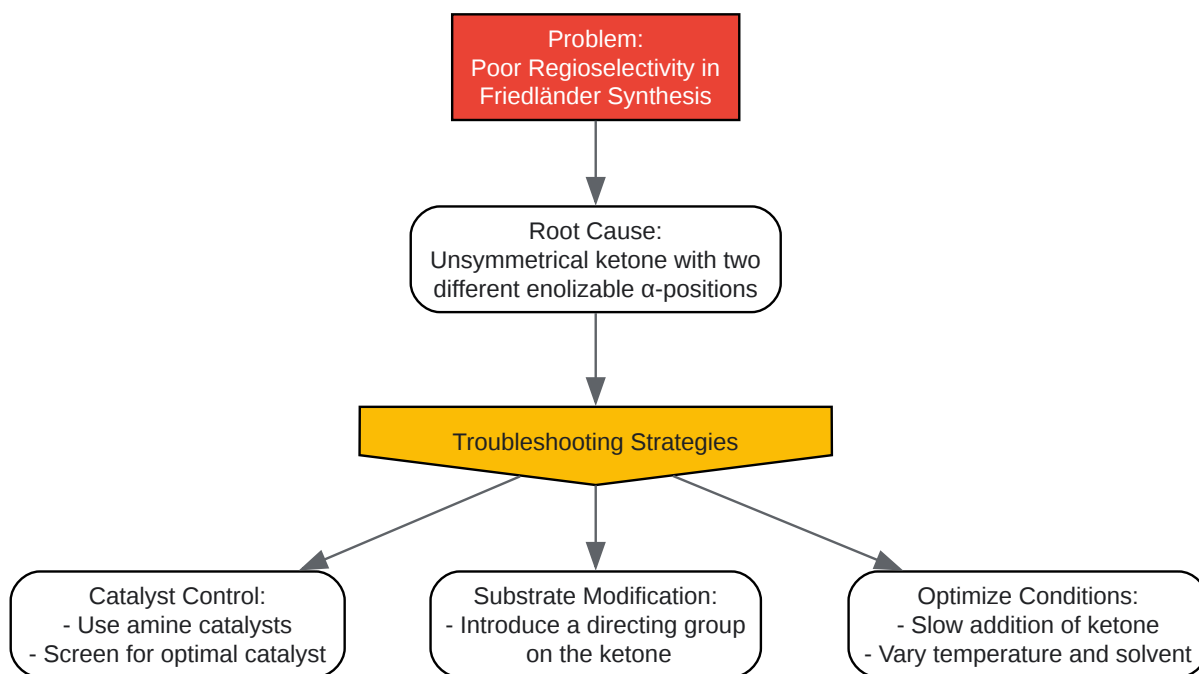 Problem:
Poor Regioselectivity in
Friedländer Synthesis
Root Cause:
Unsymmetrical ketone with two
different enolizable α-positions
Troubleshooting Strategies
Catalyst Control:
- Use amine catalysts
- Screen for optimal catalyst
Substrate Modification:
- Introduce a directing group
on the ketone
Optimize Conditions:
- Slow addition of ketone
- Vary temperature and solvent